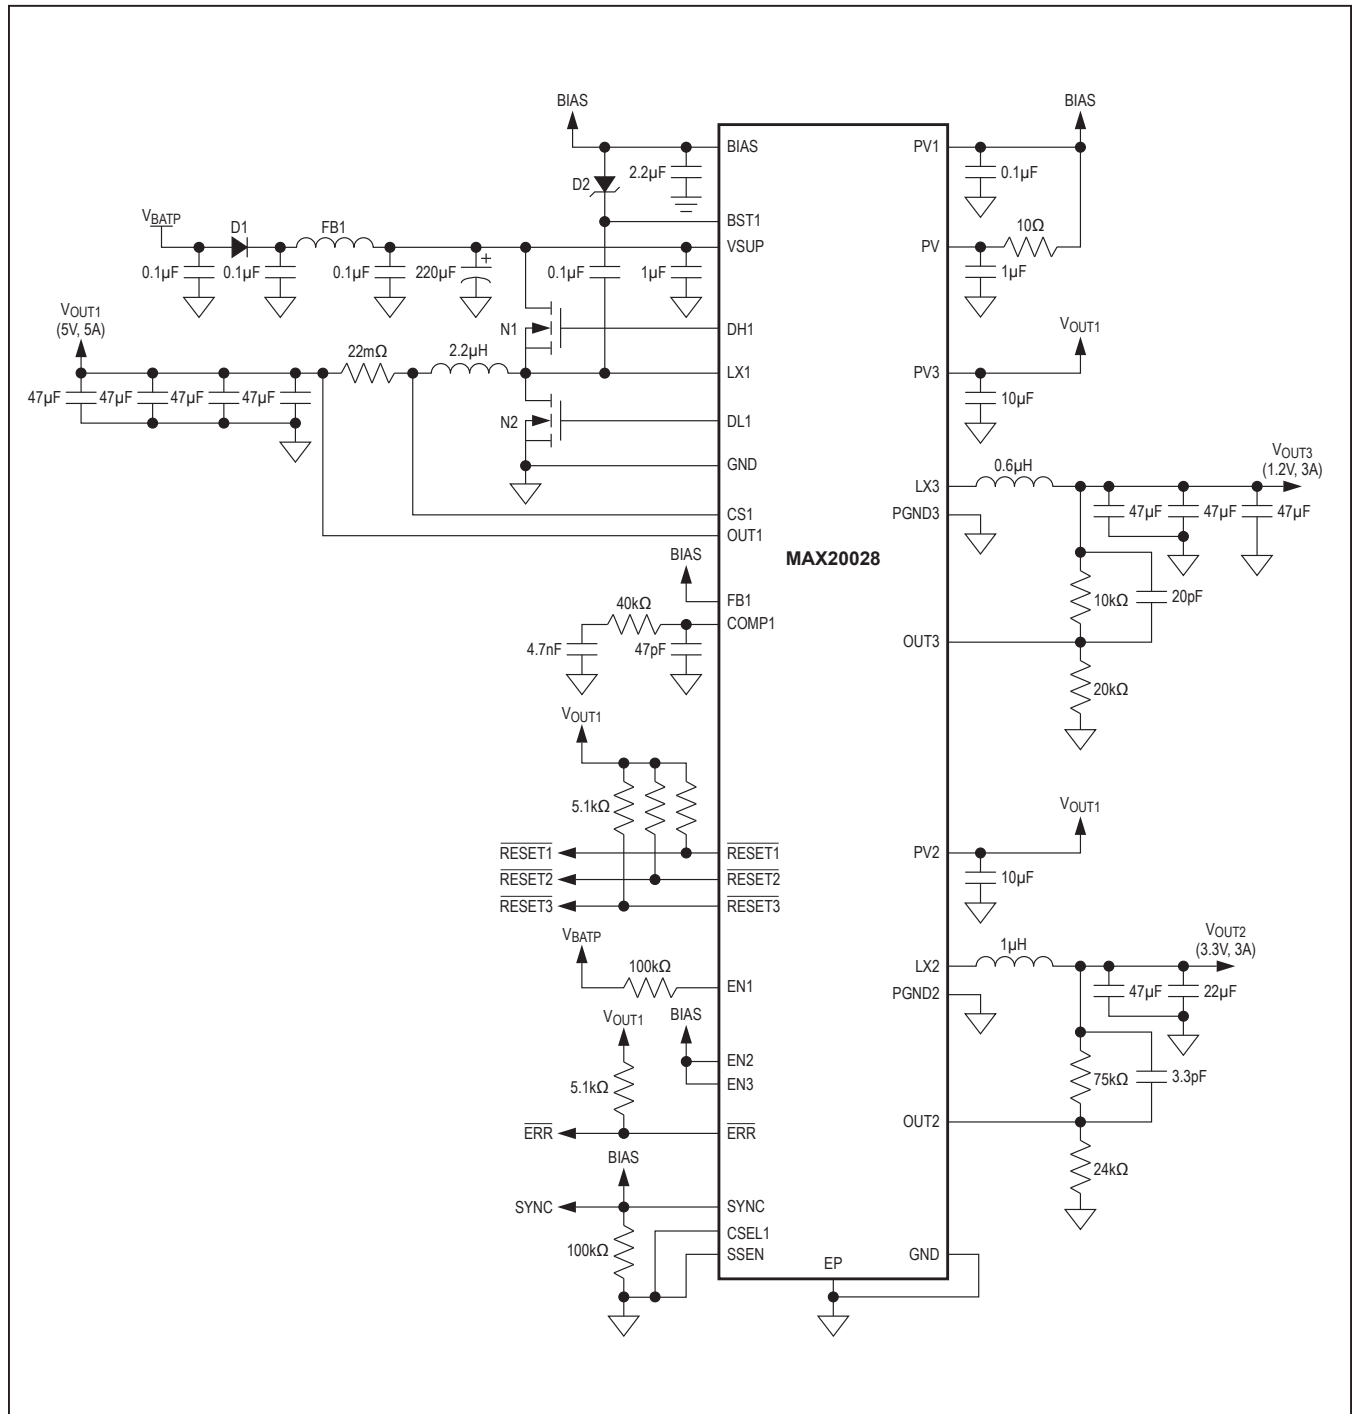 BIAS
BIAS
BIAS
PV1
2.2µF
0.1µF
D2
BST1
VBATP
D1
FB1
VSUP
PV
10Ω
0.1µF
0.1µF
0.1µF
220µF
+
0.1µF
1µF
1µF
VOUT1
(5V, 5A)
N1
DH1
VOUT1
22mΩ
2.2µH
LX1
PV3
47µF
47µF
47µF
47µF
10µF
N2
DL1
GND
0.6µH
VOUT3
(1.2V, 3A)
LX3
CS1
PGND3
47µF
47µF
47µF
OUT1
BIAS
MAX20028
FB1
10kΩ
20pF
40kΩ
COMP1
OUT3
4.7nF
47pF
20kΩ
VOUT1
5.1kΩ
VOUT1
RESET1
RESET1
PV2
RESET2
RESET2
10µF
RESET3
RESET3
VBATP
1µH
VOUT2
(3.3V, 3A)
100kΩ
LX2
EN1
PGND2
47µF
22µF
VOUT1
BIAS
EN2
EN3
5.1kΩ
75kΩ
3.3pF
ERR
ERR
OUT2
BIAS
24kΩ
SYNC
SYNC
CSEL1
100kΩ
SSEN
EP
GND